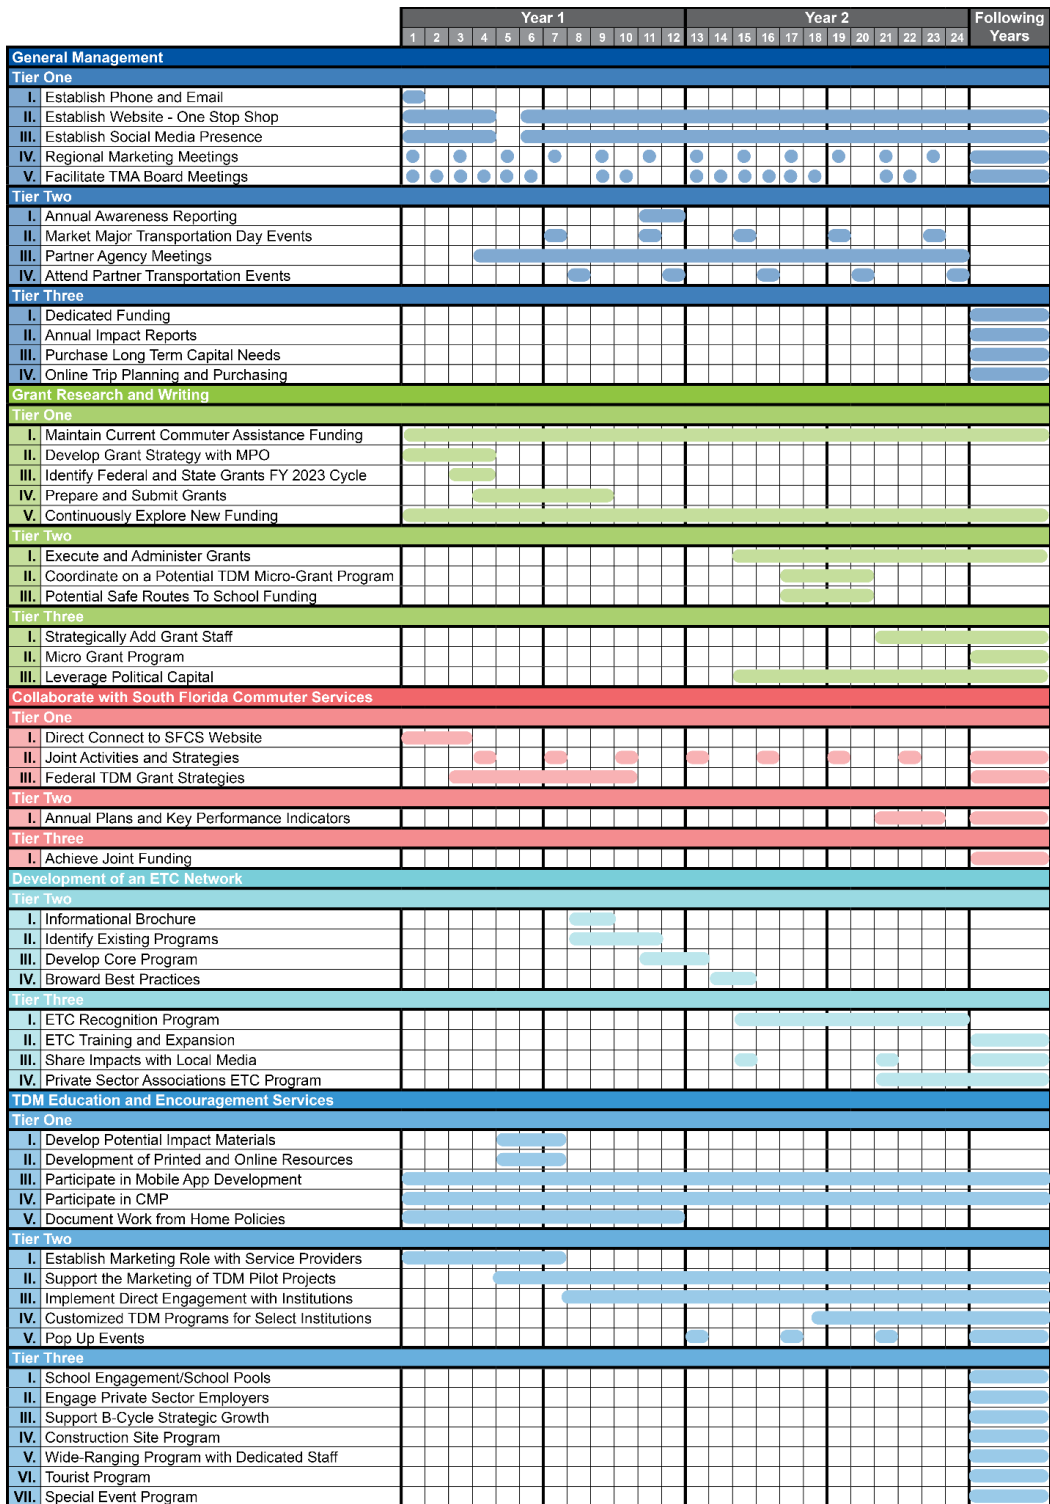 Year 1 Year 2 Following
Years
1 2 3 4 5 6 7 8 9 10 11 12 13 14 15 16 17 18 19 20 21 22 23 24
General Management
Tier One
I. Establish Phone and Email
II. Establish Website - One Stop Shop
III. Establish Social Media Presence
IV. Regional Marketing Meetings
V. Facilitate TMA Board Meetings
Tier Two
I. Annual Awareness Reporting
II. Market Major Transportation Day Events
III. Partner Agency Meetings
IV. Attend Partner Transportation Events
Tier Three
I. Dedicated Funding
II. Annual Impact Reports
III. Purchase Long Term Capital Needs
IV. Online Trip Planning and Purchasing
Grant Research and Writing
Tier One
I. Maintain Current Commuter Assistance Funding
II. Develop Grant Strategy with MPO
III. Identify Federal and State Grants FY 2023 Cycle
IV. Prepare and Submit Grants
V. Continuously Explore New Funding
Tier Two
I. Execute and Administer Grants
II. Coordinate on a Potential TDM Micro-Grant Program
III. Potential Safe Routes To School Funding
Tier Three
I. Strategically Add Grant Staff
II. Micro Grant Program
III. Leverage Political Capital
Collaborate with South Florida Commuter Services
Tier One
I. Direct Connect to SFCS Website
II. Joint Activities and Strategies
III. Federal TDM Grant Strategies
Tier Two
I. Annual Plans and Key Performance Indicators
Tier Three
I. Achieve Joint Funding
Development of an ETC Network
Tier Two
I. Informational Brochure
II. Identify Existing Programs
III. Develop Core Program
IV. Broward Best Practices
Tier Three
I. ETC Recognition Program
II. ETC Training and Expansion
III. Share Impacts with Local Media
IV. Private Sector Associations ETC Program
TDM Education and Encouragement Services
Tier One
I. Develop Potential Impact Materials
II. Development of Printed and Online Resources
III. Participate in Mobile App Development
IV. Participate in CMP
V. Document Work from Home Policies
Tier Two
I. Establish Marketing Role with Service Providers
II. Support the Marketing of TDM Pilot Projects
III. Implement Direct Engagement with Institutions
IV. Customized TDM Programs for Select Institutions
V. Pop Up Events
Tier Three
I. School Engagement/School Pools
II. Engage Private Sector Employers
III. Support B-Cycle Strategic Growth
IV. Construction Site Program
V. Wide-Ranging Program with Dedicated Staff
VI. Tourist Program
VII. Special Event Program